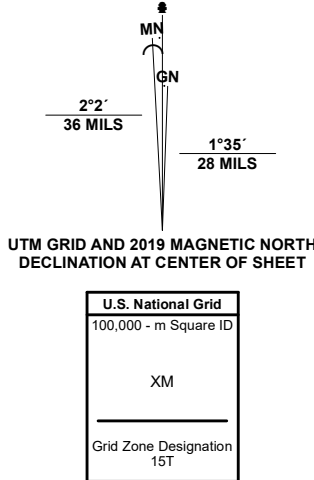 MN
GN
2°2´
36 MILS
1°35´
28 MILS
UTM GRID AND 2019 MAGNETIC NORTH
DECLINATION AT CENTER OF SHEET
U.S. National Grid
100,000 - m Square ID
XM
Grid Zone Designation
15T